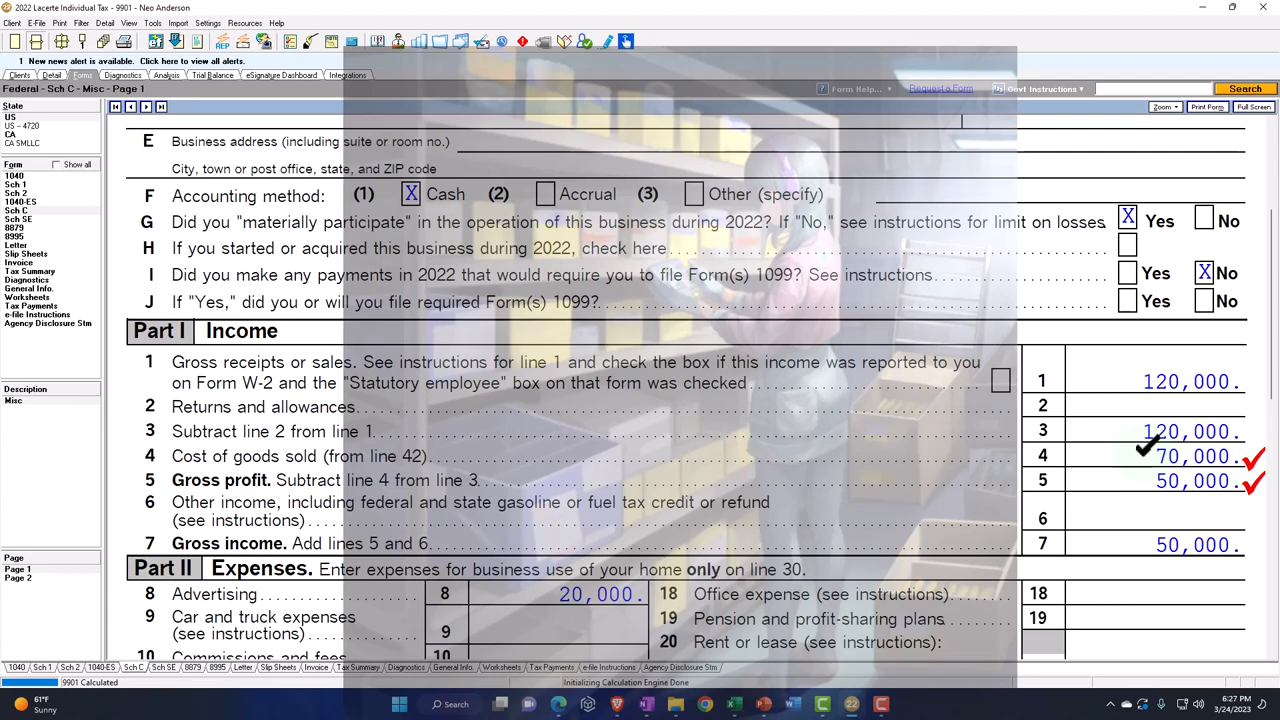 2022 Lacerte Individual Tax - 9901 - Neo Anderson
Client E-File Print Filter Detail View Tools Import Settings Resources Help
1 New news alert is available. Click here to view all alerts.
Clients Detail Forms Diagnostics Analysis Trial Balance eSignature Dashboard Integrations
Federal - Sch C - Misc - Page 1
Form Help... Request a Form Govt Instructions Search
Zoom Print Form Full Screen
State
US
US - 4720
CA
CA SMLLC
Form Show all
1040
Sch 1
Sch 2
1040-ES
Sch C
Sch SE
8879
8995
Letter
Slip Sheets
Invoice
Tax Summary
Diagnostics
General Info.
Worksheets
Tax Payments
e-file Instructions
Agency Disclosure Stm
Description
Misc
Page
Page 1
Page 2
E Business address (including suite or room no.)
City, town or post office, state, and ZIP code
F Accounting method: (1) X Cash (2) Accrual (3) Other (specify)
G Did you "materially participate" in the operation of this business during 2022? If "No," see instructions for limit on losses. X Yes No
H If you started or acquired this business during 2022, check here
I Did you make any payments in 2022 that would require you to file Form(s) 1099? See instructions Yes X No
J If "Yes," did you or will you file required Form(s) 1099? Yes No
Part I Income
1 Gross receipts or sales. See instructions for line 1 and check the box if this income was reported to you
on Form W-2 and the "Statutory employee" box on that form was checked 1 120,000.
2 Returns and allowances 2
3 Subtract line 2 from line 1 3 120,000.
4 Cost of goods sold (from line 42) 4 70,000.
5 Gross profit. Subtract line 4 from line 3 5 50,000.
6 Other income, including federal and state gasoline or fuel tax credit or refund
(see instructions) 6
7 Gross income. Add lines 5 and 6 7 50,000.
Part II Expenses. Enter expenses for business use of your home only on line 30.
8 Advertising 8 20,000. 18 Office expense (see instructions) 18
9 Car and truck expenses 19 Pension and profit-sharing plans 19
(see instructions) 9 20 Rent or lease (see instructions):
10 Commissions and fees 10
1040 Sch 1 Sch 2 1040-ES Sch C Sch SE 8879 8995 Letter Slip Sheets Invoice Tax Summary Diagnostics General Info. Worksheets Tax Payments e-file Instructions Agency Disclosure Stm
9901 Calculated Initializing Calculation Engine Done
61°F
Sunny
Search
6:27 PM
3/24/2023